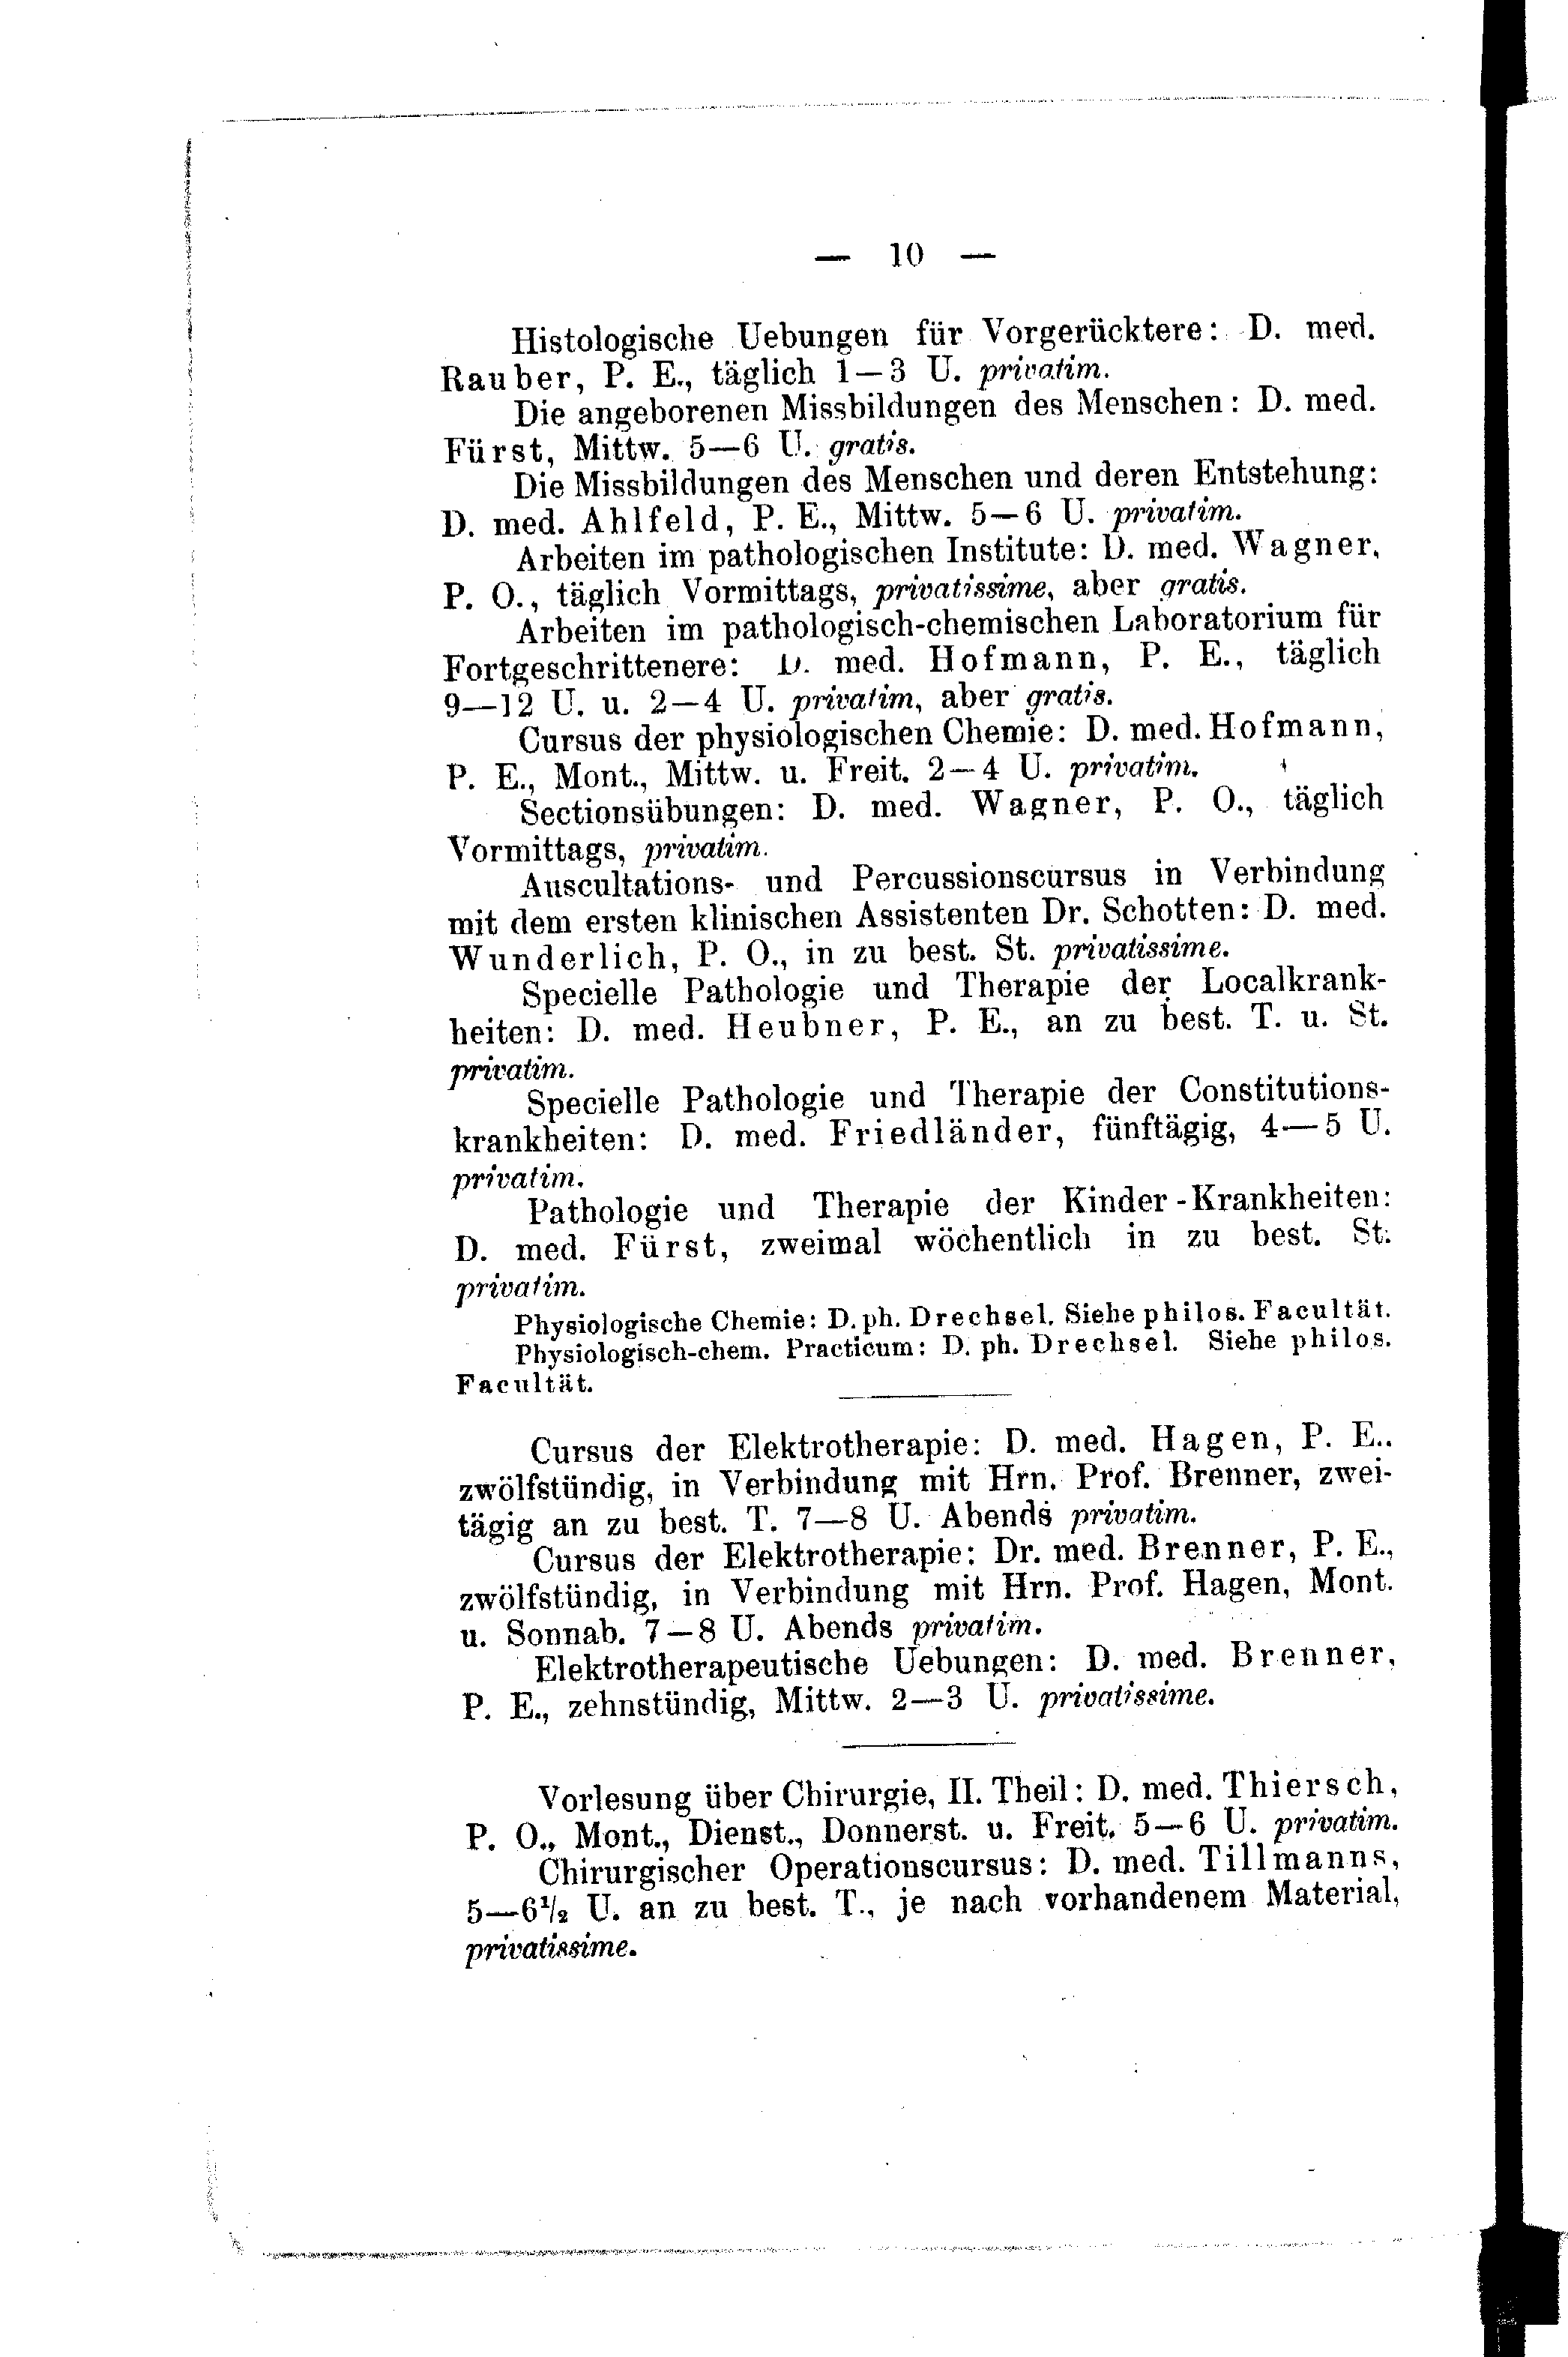 — 10 —
Histologische Uebungen für Vorgerücktere: D. med.
Rauber, P. E., täglich 1—3 U. privatim.
Die angeborenen Missbildungen des Menschen: D. med.
Fürst, Mittw. 5—6 U. gratis.
Die Missbildungen des Menschen und deren Entstehung:
D. med. Ahlfeld, P. E., Mittw. 5—6 U. privatim.
Arbeiten im pathologischen Institute: D. med. Wagner,
P. O., täglich Vormittags, privatissime, aber gratis.
Arbeiten im pathologisch-chemischen Laboratorium für
Fortgeschrittenere: D. med. Hofmann, P. E., täglich
9—12 U. u. 2—4 U. privatim, aber gratis.
Cursus der physiologischen Chemie: D. med. Hofmann,
P. E., Mont., Mittw. u. Freit. 2—4 U. privatim.
Sectionsübungen: D. med. Wagner, P. O., täglich
Vormittags, privatim.
Auscultations- und Percussionscursus in Verbindung
mit dem ersten klinischen Assistenten Dr. Schotten: D. med.
Wunderlich, P. O., in zu best. St. privatissime.
Specielle Pathologie und Therapie der Localkrank-
heiten: D. med. Heubner, P. E., an zu best. T. u. St.
privatim.
Specielle Pathologie und Therapie der Constitutions-
krankheiten: D. med. Friedländer, fünftägig, 4—5 U.
privatim.
Pathologie und Therapie der Kinder-Krankheiten:
D. med. Fürst, zweimal wöchentlich in zu best. St.
privatim.
Physiologische Chemie: D. ph. Drechsel. Siehe philos. Facultät.
Physiologisch-chem. Practicum: D. ph. Drechsel. Siehe philos.
Facultät.
Cursus der Elektrotherapie: D. med. Hagen, P. E..
zwölfstündig, in Verbindung mit Hrn. Prof. Brenner, zwei-
tägig an zu best. T. 7—8 U. Abends privatim.
Cursus der Elektrotherapie: Dr. med. Brenner, P. E.,
zwölfstündig, in Verbindung mit Hrn. Prof. Hagen, Mont.
u. Sonnab. 7—8 U. Abends privatim.
Elektrotherapeutische Uebungen: D. med. Brenner,
P. E., zehnstündig, Mittw. 2—3 U. privatissime.
Vorlesung über Chirurgie, II. Theil: D. med. Thiersch,
P. O., Mont., Dienst., Donnerst. u. Freit. 5—6 U. privatim.
Chirurgischer Operationscursus: D. med. Tillmanns,
5—6½ U. an zu best. T., je nach vorhandenem Material,
privatissime.